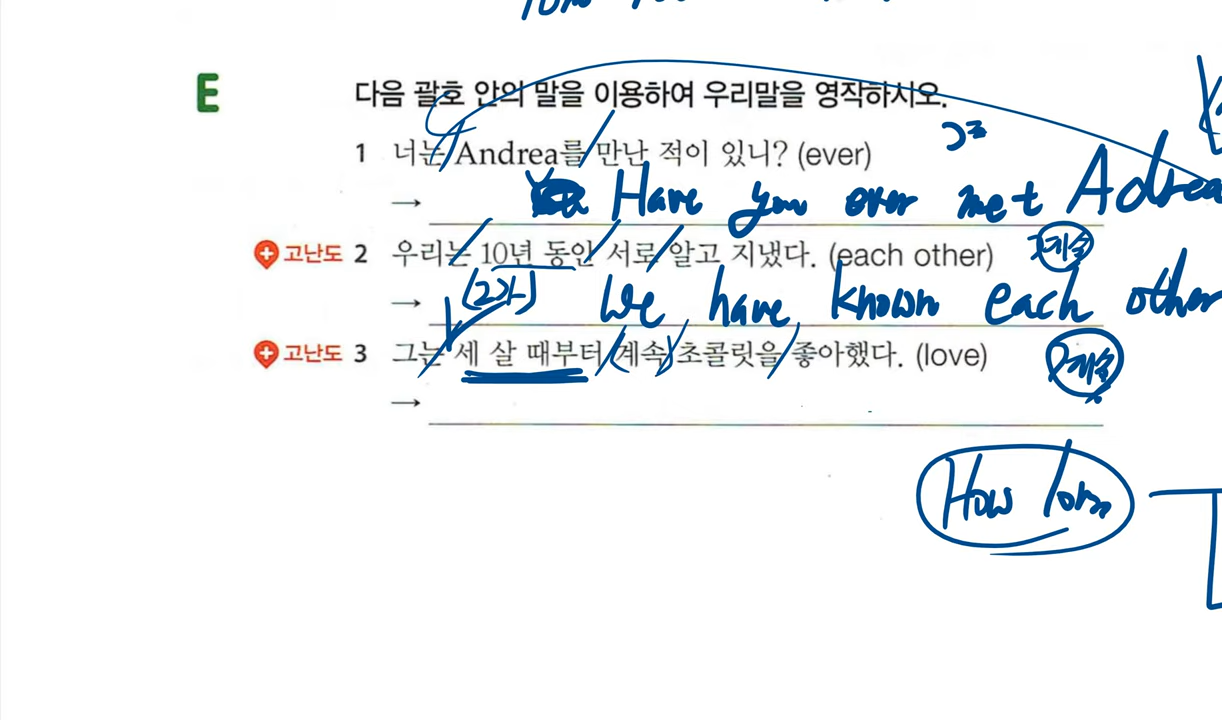 E 다음 괄호 안의 말을 이용하여 우리말을 영작하시오.
1 너는 Andrea를 만난 적이 있니? (ever)
→ Have you ever met Adrea
고난도 2 우리는 10년 동안 서로 알고 지냈다. (each other)
→ We have known each other
고난도 3 그는 세 살 때부터 (계속) 초콜릿을 좋아했다. (love)
→
How